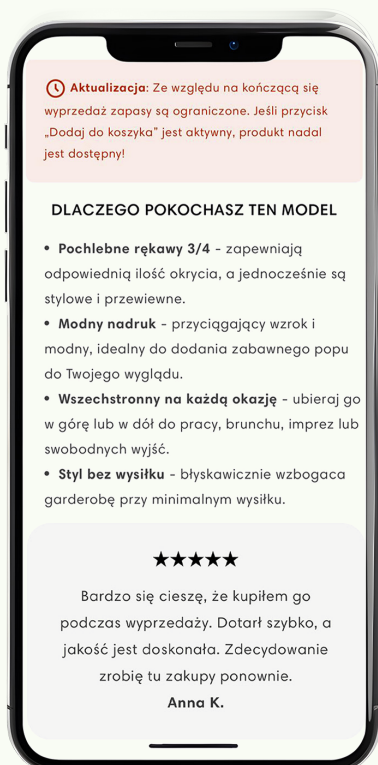 Aktualizacja: Ze względu na kończącą się
wyprzedaż zapasy są ograniczone. Jeśli przycisk
„Dodaj do koszyka” jest aktywny, produkt nadal
jest dostępny!
DLACZEGO POKOCHASZ TEN MODEL
• Pochlebne rękawy 3/4 - zapewniają
odpowiednią ilość okrycia, a jednocześnie są
stylowe i przewiewne.
• Modny nadruk - przyciągający wzrok i
modny, idealny do dodania zabawnego popu
do Twojego wyglądu.
• Wszechstronny na każdą okazję - ubieraj go
w górę lub w dół do pracy, brunchu, imprez lub
swobodnych wyjść.
• Styl bez wysiłku - błyskawicznie wzbogaca
garderobę przy minimalnym wysiłku.
★★★★★
Bardzo się cieszę, że kupiłem go
podczas wyprzedaży. Dotarł szybko, a
jakość jest doskonała. Zdecydowanie
zrobię tu zakupy ponownie.
Anna K.